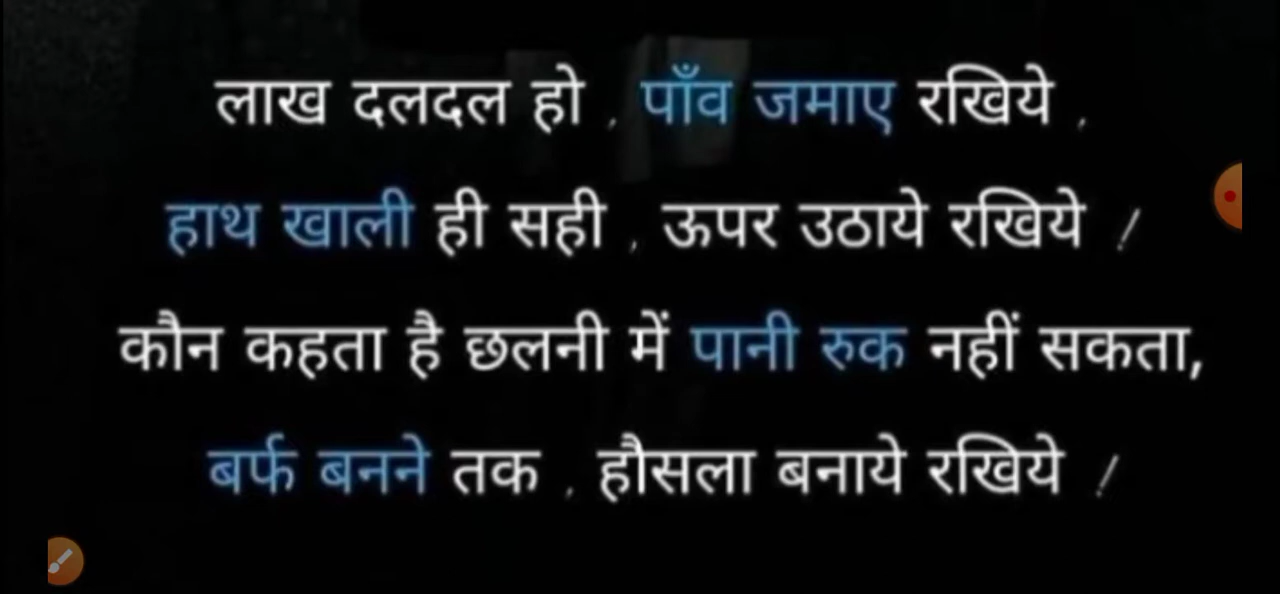 लाख दलदल हो , पाँव जमाए रखिये ,
हाथ खाली ही सही , ऊपर उठाये रखिये !
कौन कहता है छलनी में पानी रुक नहीं सकता,
बर्फ बनने तक , हौसला बनाये रखिये !